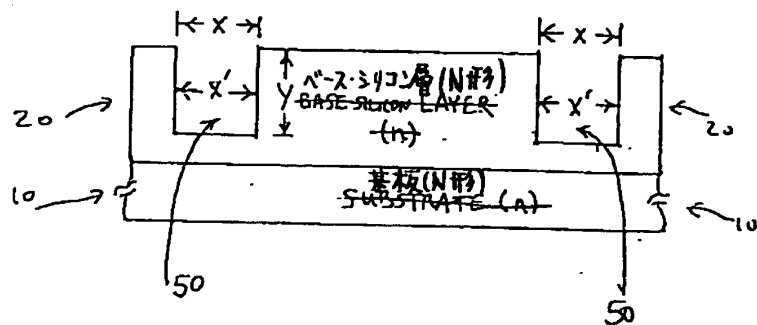 x x
x' Y ベース・シリコン層(N形) x'
BASE SILICON LAYER
(n)
20 20
基板(N形)
SUBSTRATE (n)
10 10
50 50